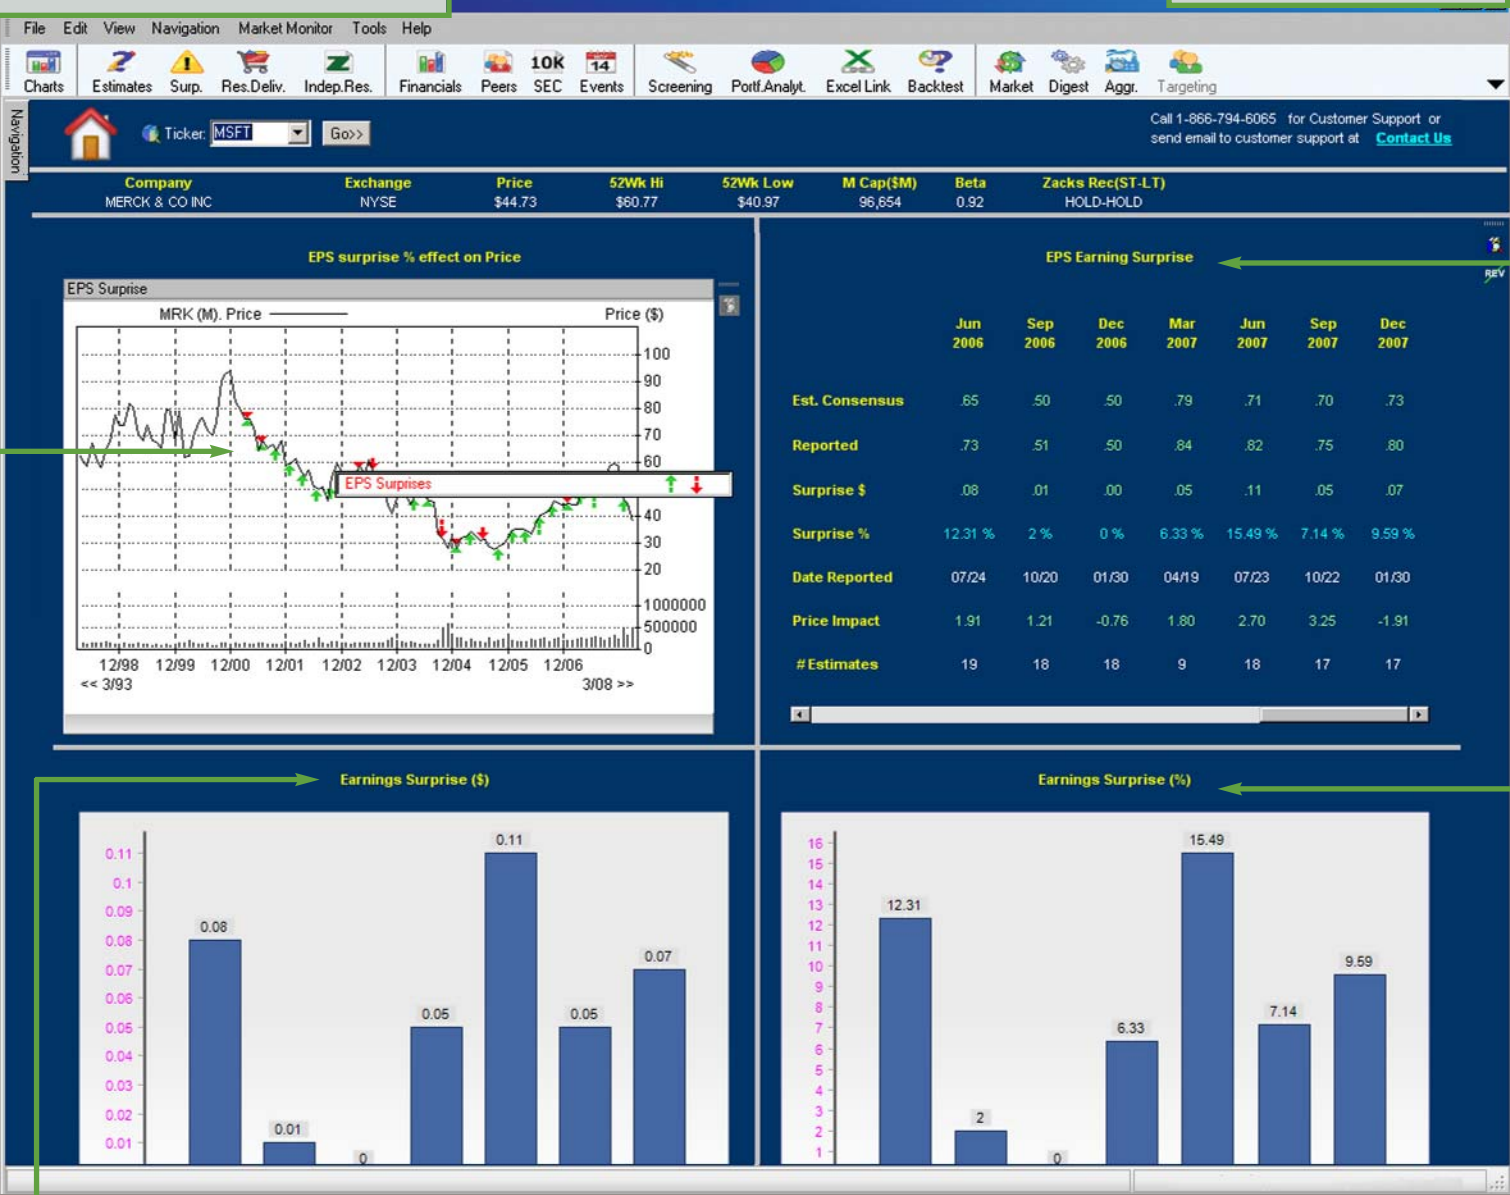 File Edit View Navigation Market Monitor Tools Help
Charts Estimates Surp. Res.Deliv. Indep.Res. Financials Peers SEC Events Screening Portf.Analyt. Excel Link Backtest Market Digest Aggr. Targeting
10K 14
Navigation
Ticker: MSFT Go>>
Call 1-866-794-6065 for Customer Support or
send email to customer support at Contact Us
Company Exchange Price 52Wk Hi 52Wk Low M Cap($M) Beta Zacks Rec(ST-LT)
MERCK & CO INC NYSE $44.73 $60.77 $40.97 96,654 0.92 HOLD-HOLD
EPS surprise % effect on Price
EPS Surprise
MRK (M). Price Price ($)
100
90
80
70
60
EPS Surprises
40
30
20
1000000
500000
0
12/98 12/99 12/00 12/01 12/02 12/03 12/04 12/05 12/06
<< 3/93 3/08 >>
EPS Earning Surprise
REV
Jun Sep Dec Mar Jun Sep Dec
2006 2006 2006 2007 2007 2007 2007
Est. Consensus .65 .50 .50 .79 .71 .70 .73
Reported .73 .51 .50 .84 .82 .75 .80
Surprise $ .08 .01 .00 .05 .11 .05 .07
Surprise % 12.31 % 2 % 0 % 6.33 % 15.49 % 7.14 % 9.59 %
Date Reported 07/24 10/20 01/30 04/19 07/23 10/22 01/30
Price Impact 1.91 1.21 -0.76 1.80 2.70 3.25 -1.91
# Estimates 19 18 18 9 18 17 17
Earnings Surprise ($)
0.11
0.1
0.09
0.08
0.07
0.06
0.05
0.04
0.03
0.02
0.01
0.08 0.01 0 0.05 0.11 0.05 0.07
Earnings Surprise (%)
16
15
14
13
12
11
10
9
8
7
6
5
4
3
2
1
12.31 2 0 6.33 15.49 7.14 9.59